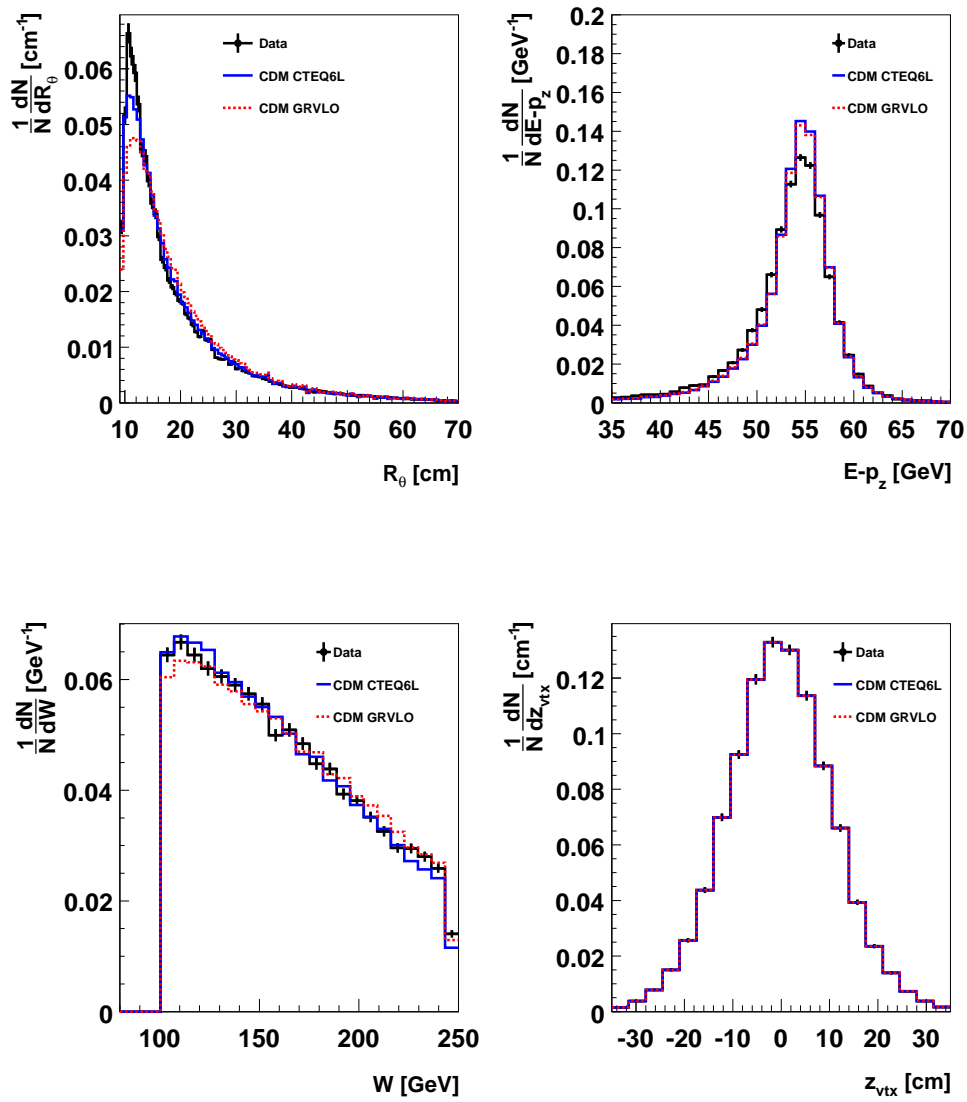 1/N dN/dR_θ [cm⁻¹]
Data
CDM CTEQ6L
CDM GRVLO
0.06
0.05
0.04
0.03
0.02
0.01
0
10 20 30 40 50 60 70
R_θ [cm]
1/N dN/dE-p_z [GeV⁻¹]
Data
CDM CTEQ6L
CDM GRVLO
0.2
0.18
0.16
0.14
0.12
0.1
0.08
0.06
0.04
0.02
0
35 40 45 50 55 60 65 70
E-p_z [GeV]
1/N dN/dW [GeV⁻¹]
Data
CDM CTEQ6L
CDM GRVLO
0.06
0.04
0.02
0
100 150 200 250
W [GeV]
1/N dN/dz_vtx [cm⁻¹]
Data
CDM CTEQ6L
CDM GRVLO
0.12
0.1
0.08
0.06
0.04
0.02
0
-30 -20 -10 0 10 20 30
z_vtx [cm]